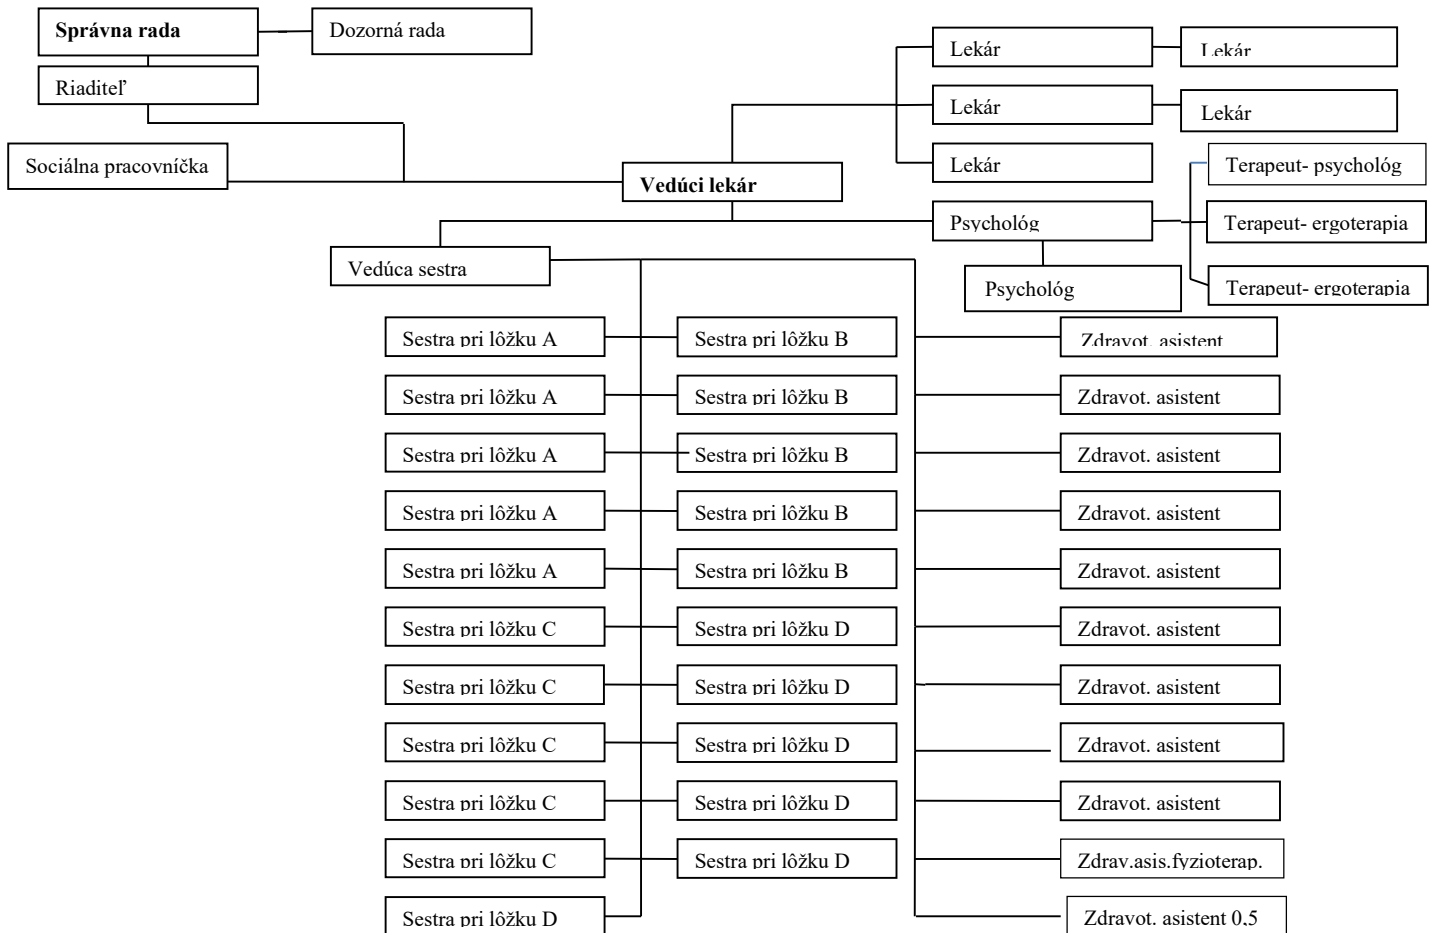 Správna rada
Dozorná rada
Riaditeľ
Sociálna pracovníčka
Vedúci lekár
Lekár
Lekár
Lekár
Lekár
Lekár
Terapeut- psychológ
Psychológ
Terapeut- ergoterapia
Vedúca sestra
Psychológ
Terapeut- ergoterapia
Sestra pri lôžku A
Sestra pri lôžku B
Zdravot. asistent
Sestra pri lôžku A
Sestra pri lôžku B
Zdravot. asistent
Sestra pri lôžku A
Sestra pri lôžku B
Zdravot. asistent
Sestra pri lôžku A
Sestra pri lôžku B
Zdravot. asistent
Sestra pri lôžku A
Sestra pri lôžku B
Zdravot. asistent
Sestra pri lôžku C
Sestra pri lôžku D
Zdravot. asistent
Sestra pri lôžku C
Sestra pri lôžku D
Zdravot. asistent
Sestra pri lôžku C
Sestra pri lôžku D
Zdravot. asistent
Sestra pri lôžku C
Sestra pri lôžku D
Zdravot. asistent
Sestra pri lôžku C
Sestra pri lôžku D
Zdrav.asis.fyzioterap.
Sestra pri lôžku D
Zdravot. asistent 0,5